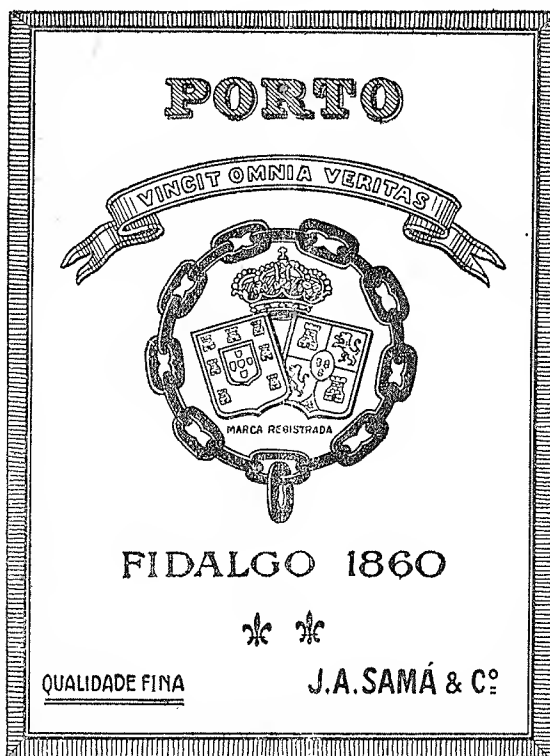 PORTO
VINCIT OMNIA VERITAS
MARCA REGISTRADA
FIDALGO 1860
QUALIDADE FINA
J.A.SAMÁ & Cº